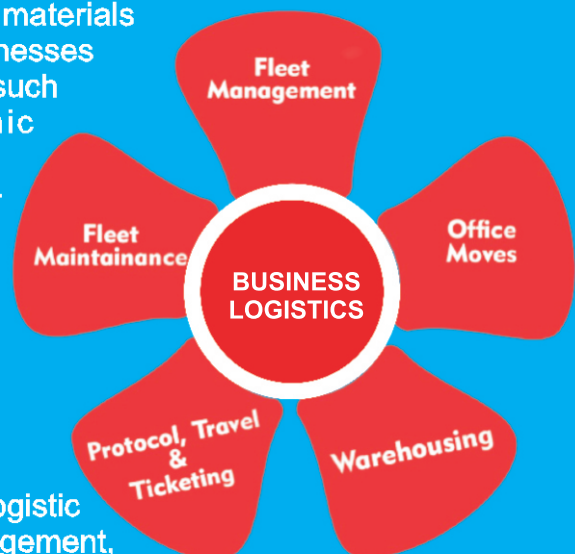 materials
nesses
such
nic
Fleet
Management
Fleet
Maintainance
Office
Moves
BUSINESS
LOGISTICS
Protocol, Travel
&
Ticketing
Warehousing
ogistic
gement,